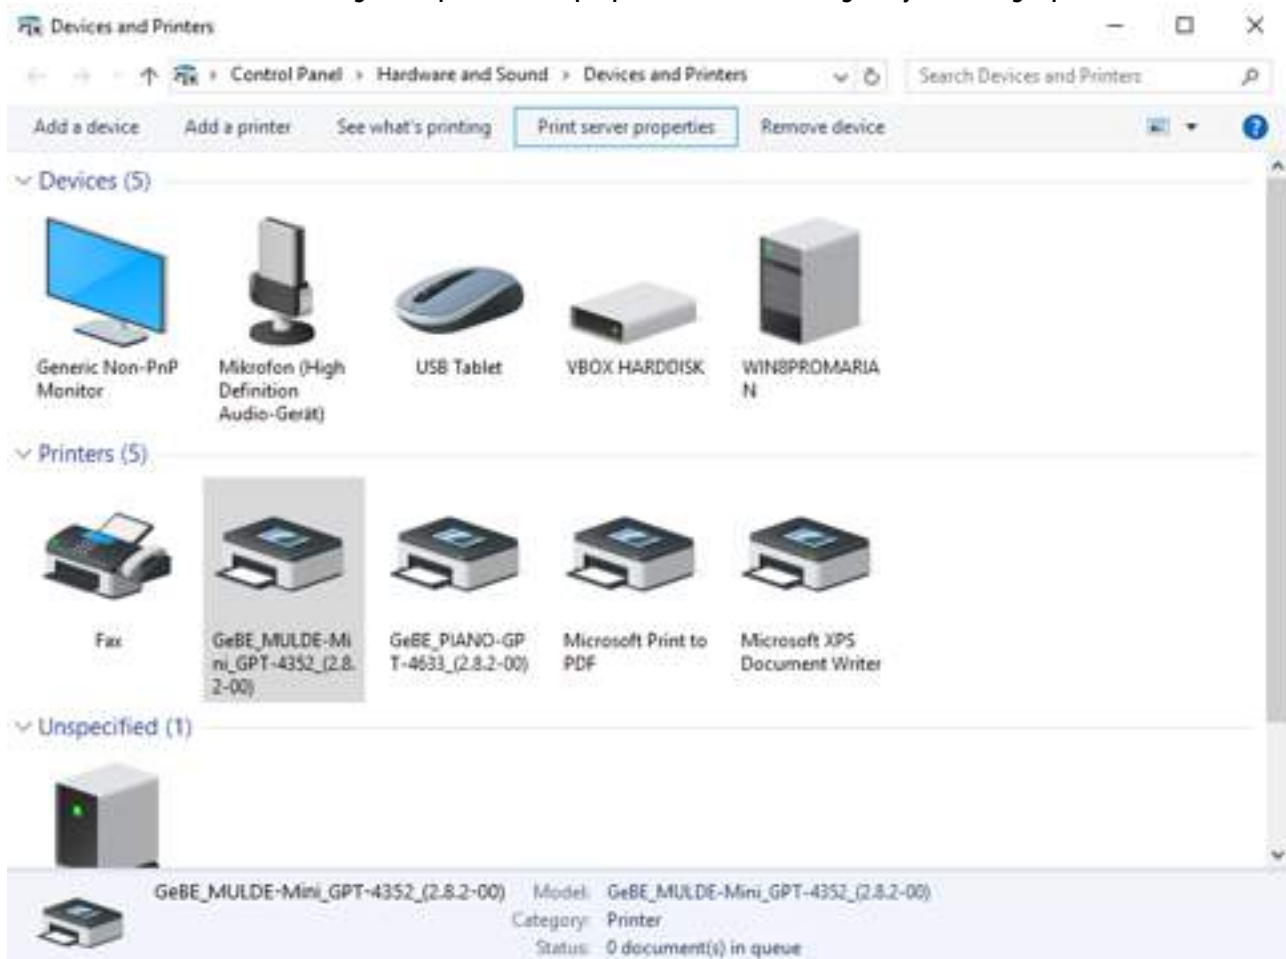 Devices and Printers
Control Panel > Hardware and Sound > Devices and Printers
Search Devices and Printers
Add a device Add a printer See what's printing Print server properties Remove device
Devices (5)
Generic Non-PnP
Monitor
Mikrofon (High
Definition
Audio-Gerät)
USB Tablet
VBOX HARDDISK
WIN8PROMARIA
N
Printers (5)
Fax
GeBE_MULDE-Mi
ni_GPT-4352_(2.8.
2-00)
GeBE_PIANO-GP
T-4633_(2.8.2-00)
Microsoft Print to
PDF
Microsoft XPS
Document Writer
Unspecified (1)
GeBE_MULDE-Mini_GPT-4352_(2.8.2-00) Model: GeBE_MULDE-Mini_GPT-4352_(2.8.2-00)
Category: Printer
Status: 0 document(s) in queue